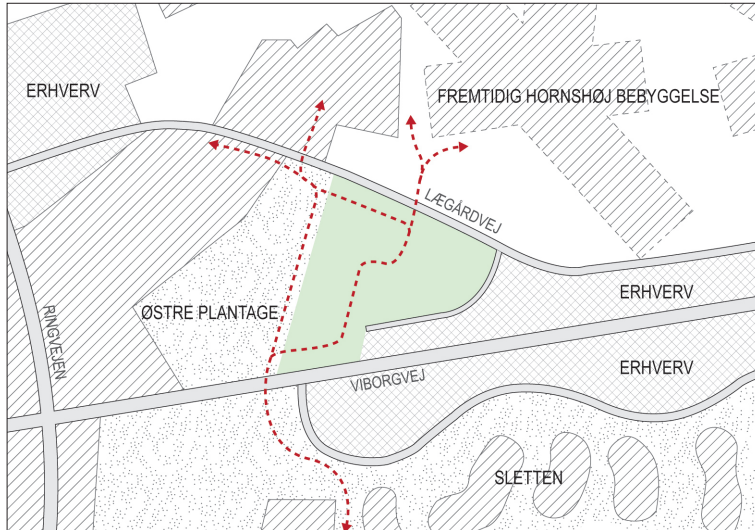 ERHVERV
FREMTIDIG HORNSHØJ BEBYGGELSE
LÆGÅRDVEJ
ERHVERV
ØSTRE PLANTAGE
RINGVEJEN
ERHVERV
VIBORGVEJ
SLETTEN